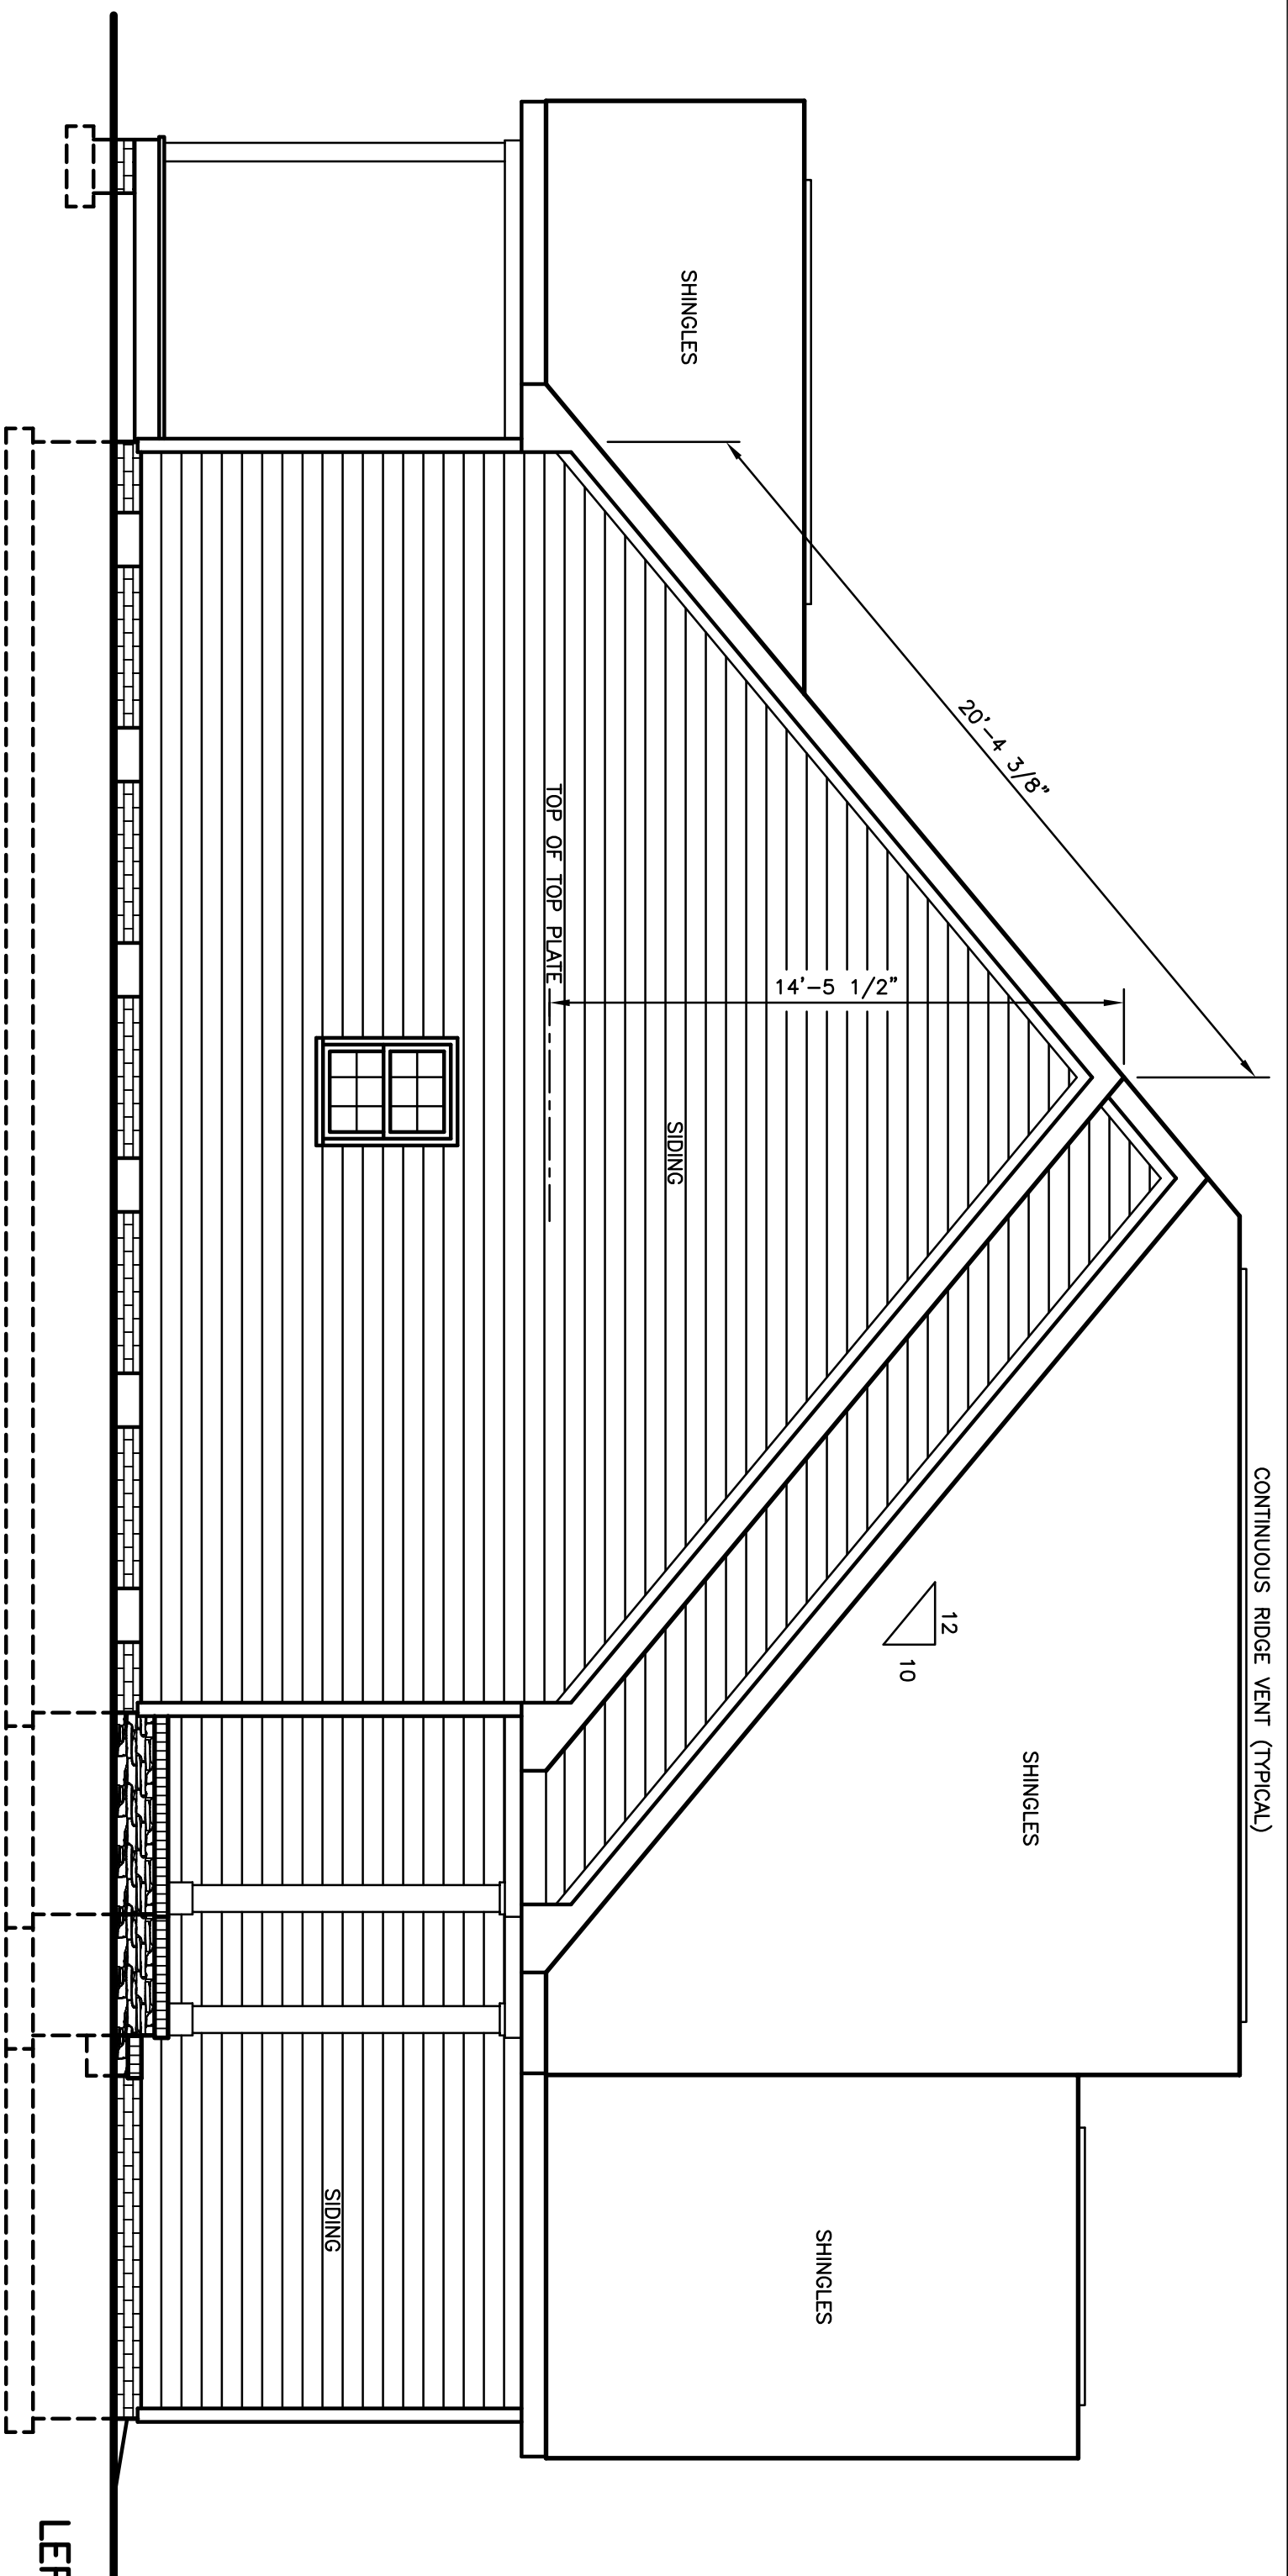 CONTINUOUS RIDGE VENT (TYPICAL)
20'-4 3/8"
SHINGLES
12
10
14'-5 1/2"
SHINGLES
SHINGLES
SIDING
TOP OF TOP PLATE
SIDING